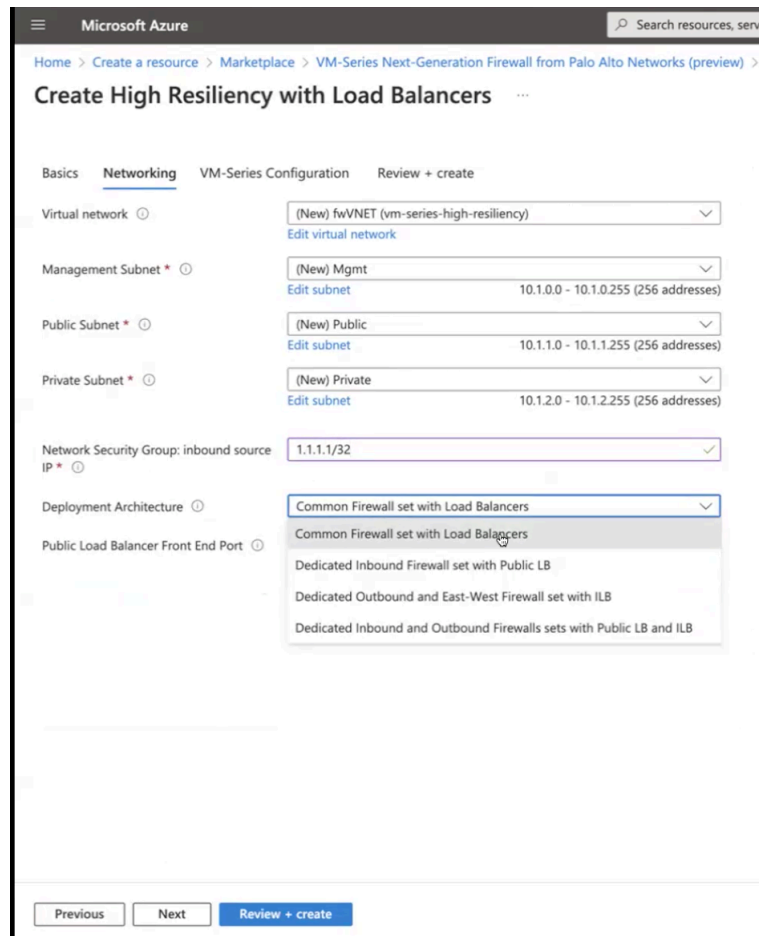 Microsoft Azure
Search resources, serv
Home > Create a resource > Marketplace > VM-Series Next-Generation Firewall from Palo Alto Networks (preview) >
Create High Resiliency with Load Balancers ...
Basics Networking VM-Series Configuration Review + create
Virtual network
(New) fwVNET (vm-series-high-resiliency)
Edit virtual network
Management Subnet *
(New) Mgmt
Edit subnet
10.1.0.0 - 10.1.0.255 (256 addresses)
Public Subnet *
(New) Public
Edit subnet
10.1.1.0 - 10.1.1.255 (256 addresses)
Private Subnet *
(New) Private
Edit subnet
10.1.2.0 - 10.1.2.255 (256 addresses)
Network Security Group: inbound source
IP *
1.1.1.1/32
Deployment Architecture
Common Firewall set with Load Balancers
Common Firewall set with Load Balancers
Public Load Balancer Front End Port
Dedicated Inbound Firewall set with Public LB
Dedicated Outbound and East-West Firewall set with ILB
Dedicated Inbound and Outbound Firewalls sets with Public LB and ILB
Previous Next Review + create